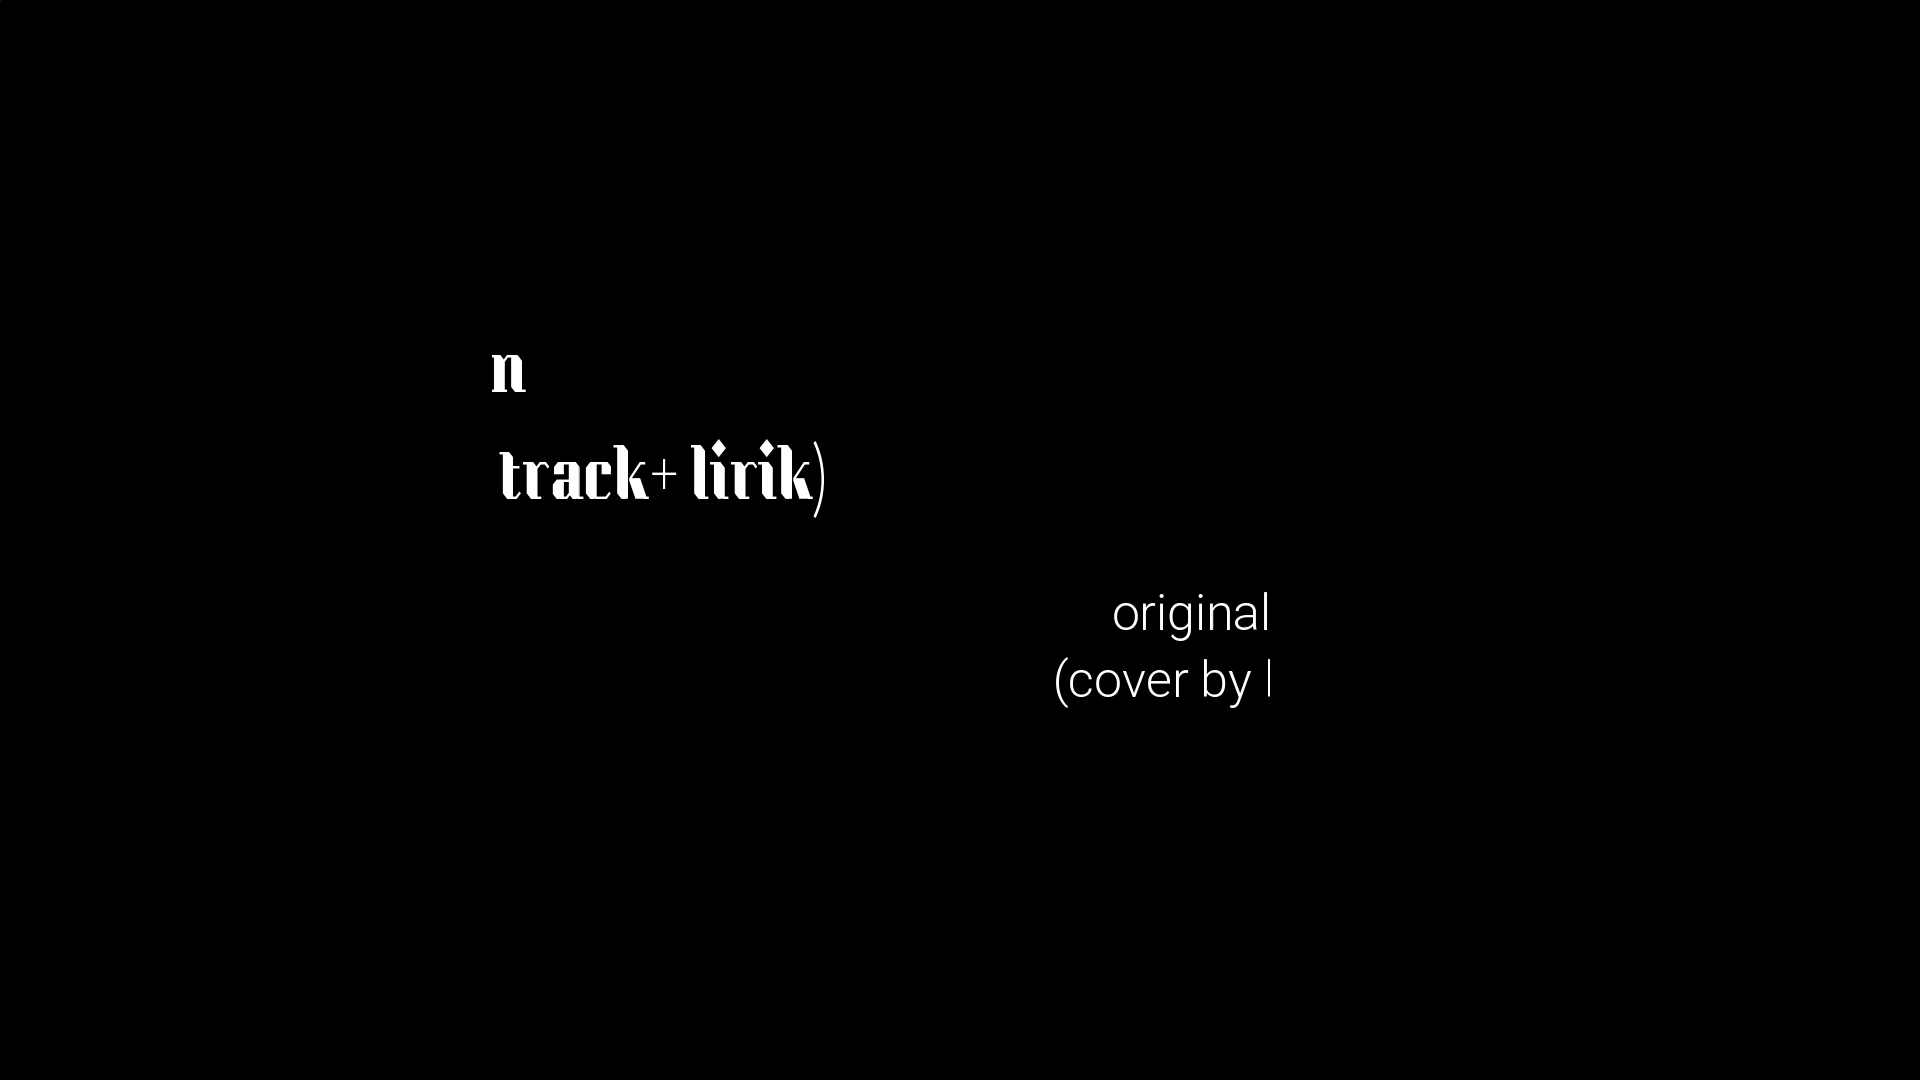 n
track+ lirik)
original
(cover by